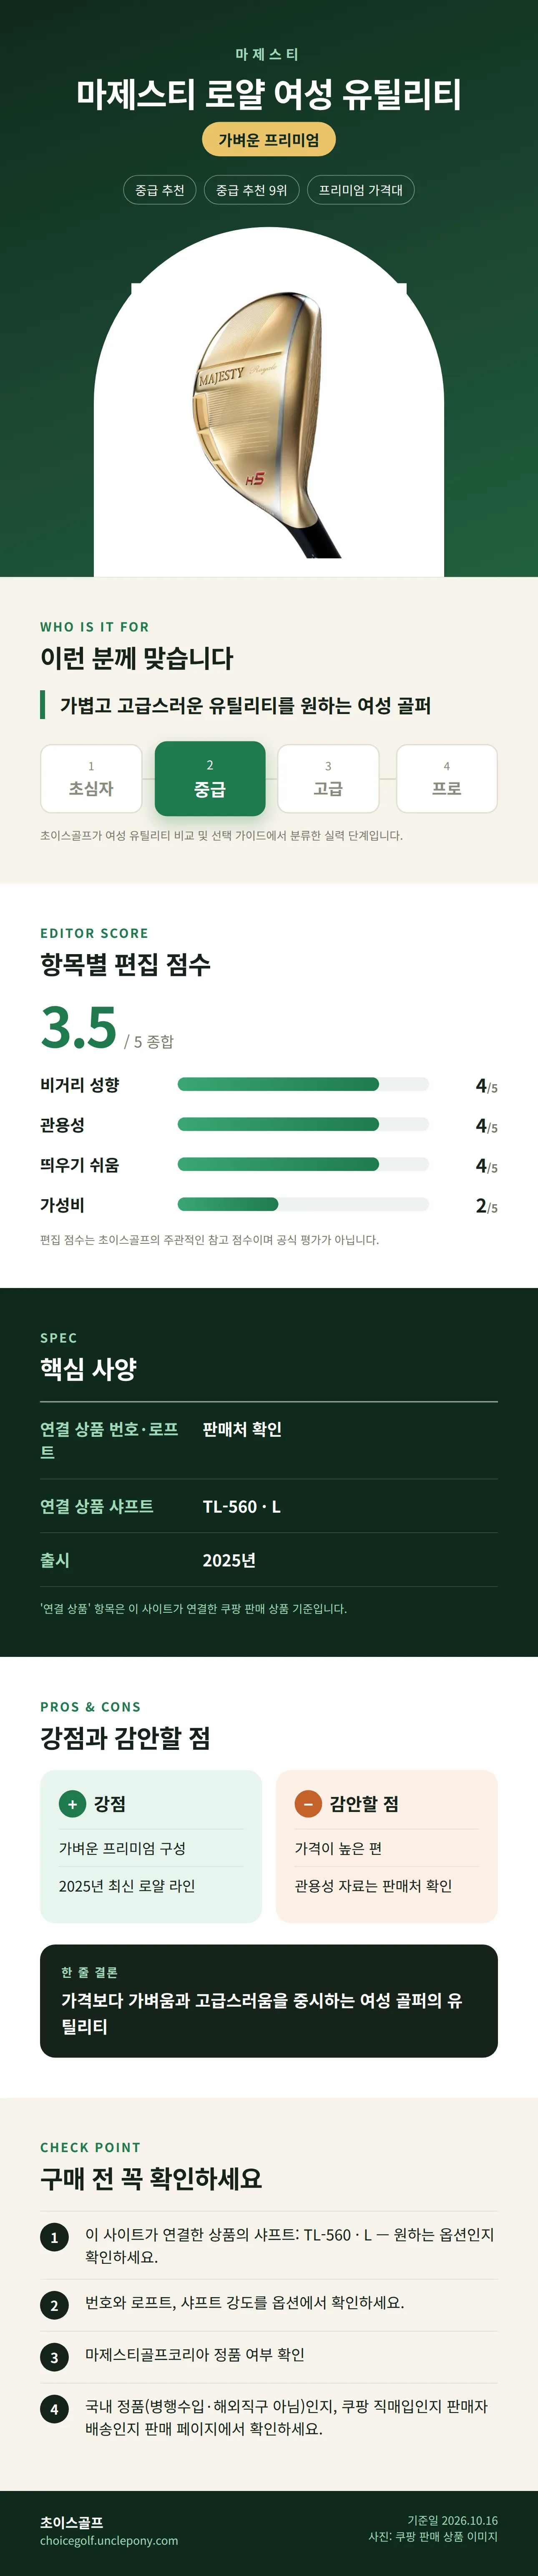 마제스티
마제스티 로얄 여성 유틸리티
가벼운 프리미엄
중급 추천
중급 추천 9위
프리미엄 가격대
MAJESTY Royale
H5
WHO IS IT FOR
이런 분께 맞습니다
가볍고 고급스러운 유틸리티를 원하는 여성 골퍼
1
초심자
2
중급
3
고급
4
프로
초이스골프가 여성 유틸리티 비교 및 선택 가이드에서 분류한 실력 단계입니다.
EDITOR SCORE
항목별 편집 점수
3.5 / 5 종합
비거리 성향 4/5
관용성 4/5
띄우기 쉬움 4/5
가성비 2/5
편집 점수는 초이스골프의 주관적인 참고 점수이며 공식 평가가 아닙니다.
SPEC
핵심 사양
연결 상품 번호·로프
트
판매처 확인
연결 상품 샤프트 TL-560 · L
출시 2025년
'연결 상품' 항목은 이 사이트가 연결한 쿠팡 판매 상품 기준입니다.
PROS & CONS
강점과 감안할 점
+ 강점
가벼운 프리미엄 구성
2025년 최신 로얄 라인
− 감안할 점
가격이 높은 편
관용성 자료는 판매처 확인
한 줄 결론
가격보다 가벼움과 고급스러움을 중시하는 여성 골퍼의 유
틸리티
CHECK POINT
구매 전 꼭 확인하세요
1 이 사이트가 연결한 상품의 샤프트: TL-560 · L — 원하는 옵션인지
확인하세요.
2 번호와 로프트, 샤프트 강도를 옵션에서 확인하세요.
3 마제스티골프코리아 정품 여부 확인
4 국내 정품(병행수입·해외직구 아님)인지, 쿠팡 직매입인지 판매자
배송인지 판매 페이지에서 확인하세요.
초이스골프
choicegolf.unclepony.com
기준일 2026.10.16
사진: 쿠팡 판매 상품 이미지